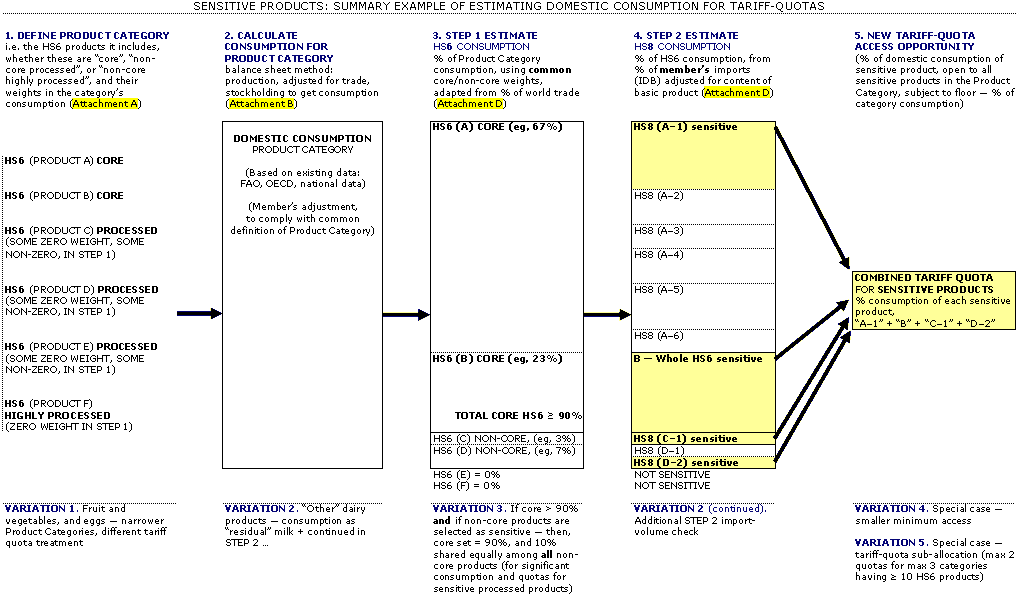 SENSITIVE PRODUCTS: SUMMARY EXAMPLE OF ESTIMATING DOMESTIC CONSUMPTION FOR TARIFF-QUOTAS
1. DEFINE PRODUCT CATEGORY
i.e. the HS6 products it includes,
whether these are “core”, “non-
core processed”, or “non-core
highly processed”, and their
weights in the category’s
consumption (Attachment A)
2. CALCULATE
CONSUMPTION FOR
PRODUCT CATEGORY
balance sheet method:
production, adjusted for trade,
stockholding to get consumption
(Attachment B)
3. STEP 1 ESTIMATE
HS6 CONSUMPTION
% of Product Category
consumption, using common
core/non-core weights,
adapted from % of world trade
(Attachment D)
4. STEP 2 ESTIMATE
HS8 CONSUMPTION
% of HS6 consumption, from
% of member’s imports
(IDB) adjusted for content of
basic product (Attachment D)
5. NEW TARIFF-QUOTA
ACCESS OPPORTUNITY
(% of domestic consumption of
sensitive product, open to all
sensitive products in the Product
Category, subject to floor — % of
category consumption)
HS6 (PRODUCT A) CORE
HS6 (PRODUCT B) CORE
HS6 (PRODUCT C) PROCESSED
(SOME ZERO WEIGHT, SOME
NON-ZERO, IN STEP 1)
HS6 (PRODUCT D) PROCESSED
(SOME ZERO WEIGHT, SOME
NON-ZERO, IN STEP 1)
HS6 (PRODUCT E) PROCESSED
(SOME ZERO WEIGHT, SOME
NON-ZERO, IN STEP 1)
HS6 (PRODUCT F)
HIGHLY PROCESSED
(ZERO WEIGHT IN STEP 1)
DOMESTIC CONSUMPTION
PRODUCT CATEGORY
(Based on existing data:
FAO, OECD, national data)
(Member’s adjustment,
to comply with common
definition of Product Category)
HS6 (A) CORE (eg, 67%)
HS6 (B) CORE (eg, 23%)
TOTAL CORE HS6 ≥ 90%
HS6 (C) NON-CORE, (eg, 3%)
HS6 (D) NON-CORE, (eg, 7%)
HS6 (E) = 0%
HS6 (F) = 0%
HS8 (A–1) sensitive
HS8 (A–2)
HS8 (A–3)
HS8 (A–4)
HS8 (A–5)
HS8 (A–6)
B — Whole HS6 sensitive
HS8 (C–1) sensitive
HS8 (D–1)
HS8 (D–2) sensitive
NOT SENSITIVE
NOT SENSITIVE
COMBINED TARIFF QUOTA
FOR SENSITIVE PRODUCTS
% consumption of each sensitive
product,
“A–1” + “B” + “C–1” + “D–2”
VARIATION 1. Fruit and
vegetables, and eggs — narrower
Product Categories, different tariff
quota treatment
VARIATION 2. “Other” dairy
products — consumption as
“residual” milk + continued in
STEP 2 …
VARIATION 3. If core > 90%
and if non-core products are
selected as sensitive — then,
core set = 90%, and 10%
shared equally among all non-
core products (for significant
consumption and quotas for
sensitive processed products)
VARIATION 2 (continued).
Additional STEP 2 import-
volume check
VARIATION 4. Special case —
smaller minimum access
VARIATION 5. Special case —
tariff-quota sub-allocation (max 2
quotas for max 3 categories
having ≥ 10 HS6 products)